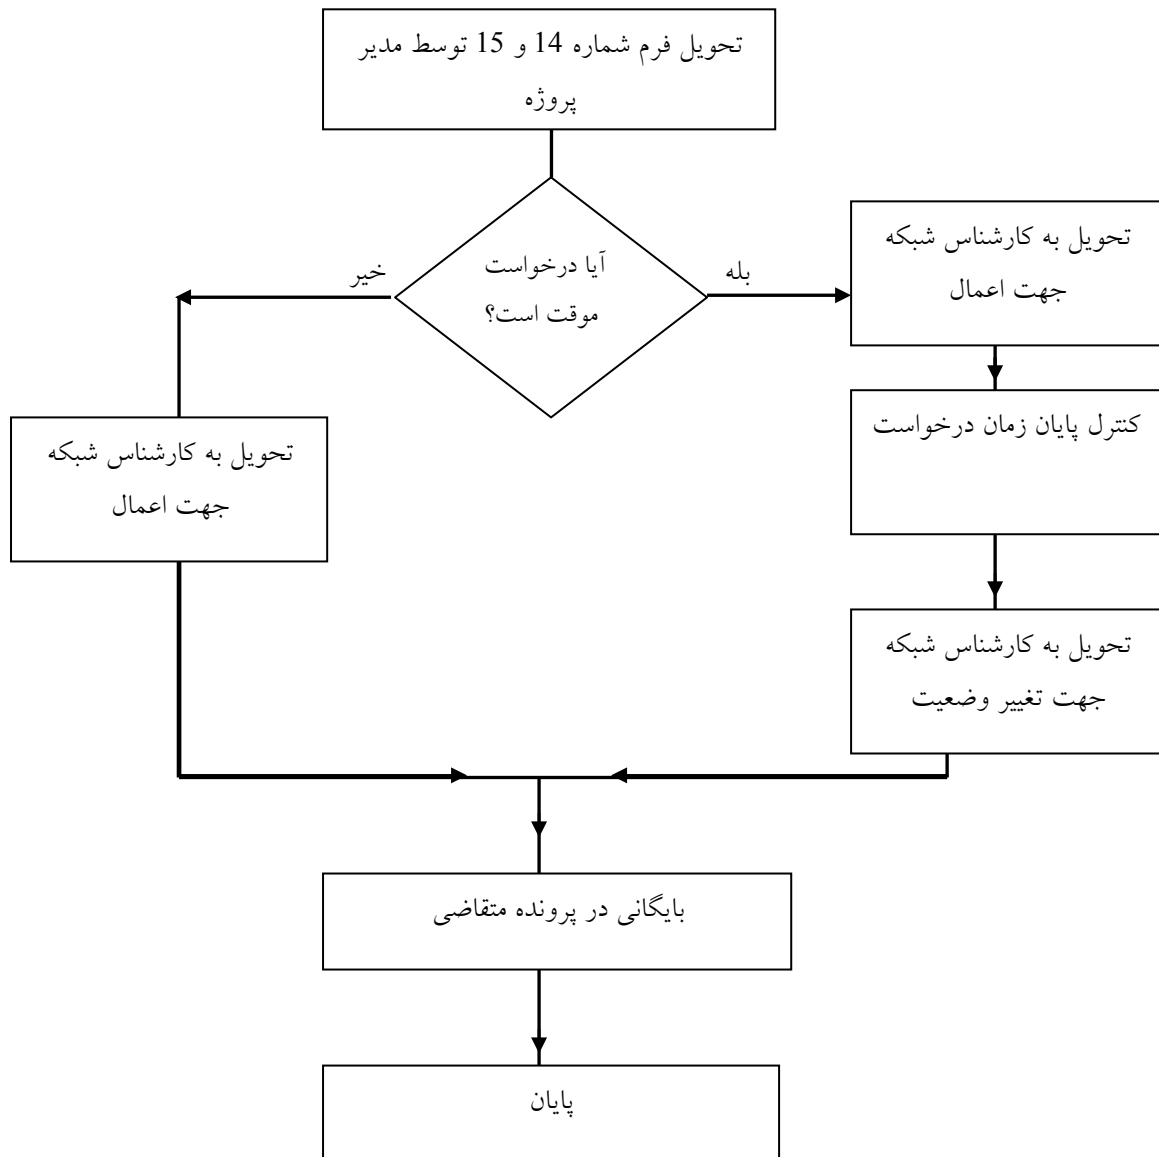 تحویل فرم شماره 14 و 15 توسط مدیر
پروژه
آیا درخواست
موقت است؟
بله
خیر
تحویل به کارشناس شبکه
جهت اعمال
کنترل پایان زمان درخواست
تحویل به کارشناس شبکه
جهت تغییر وضعیت
تحویل به کارشناس شبکه
جهت اعمال
بایگانی در پرونده متقاضی
پایان